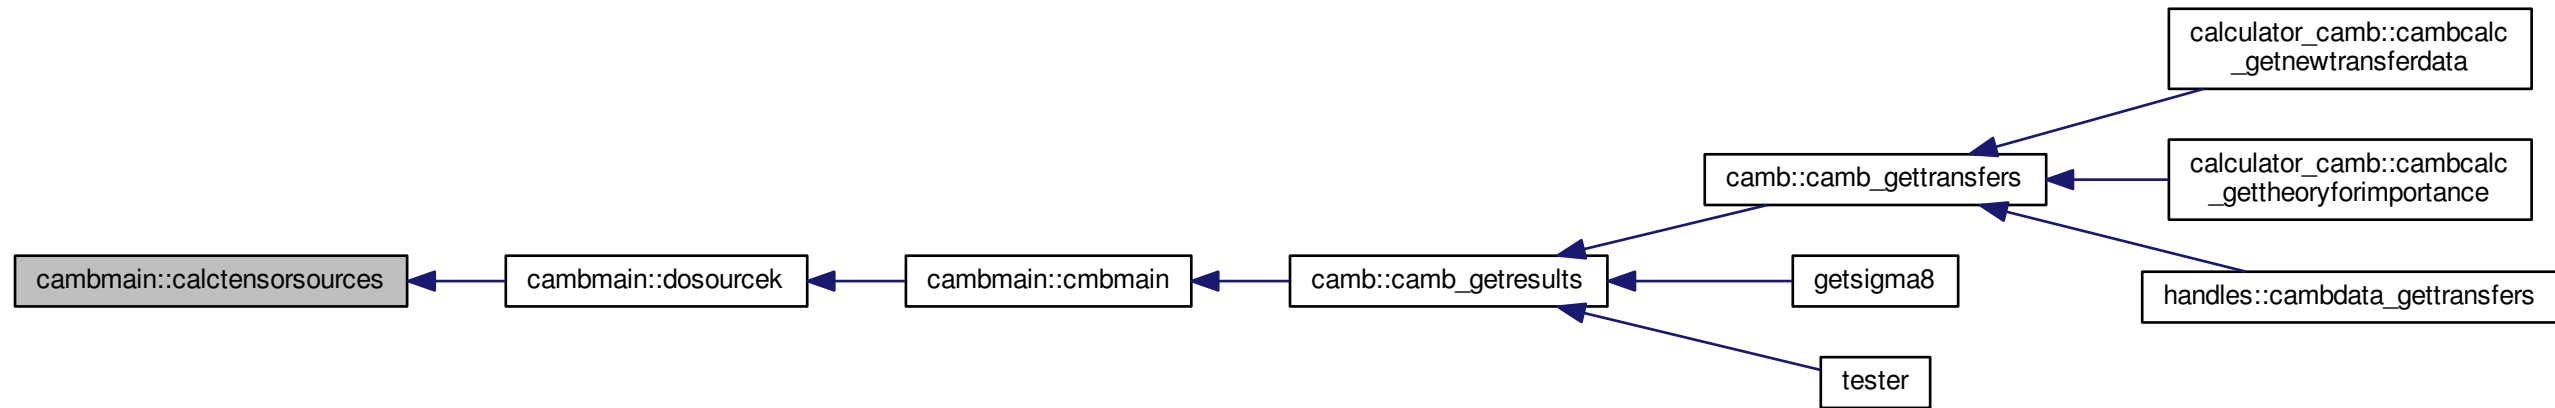 calculator_camb::cambcalc
_getnewtransferdata
calculator_camb::cambcalc
_gettheoryforimportance
camb::camb_gettransfers
cambmain::calctensorsources
cambmain::dosourcek
cambmain::cmbmain
camb::camb_getresults
getsigma8
handles::cambdata_gettransfers
tester